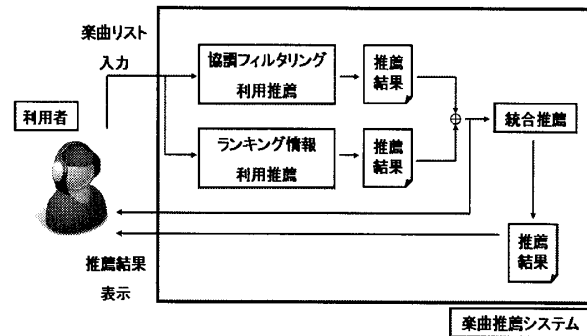 楽曲リスト
入力
利用者
協調フィルタリング
利用推薦
推薦
結果
ランキング情報
利用推薦
推薦
結果
統合推薦
推薦
結果
推薦結果
表示
楽曲推薦システム